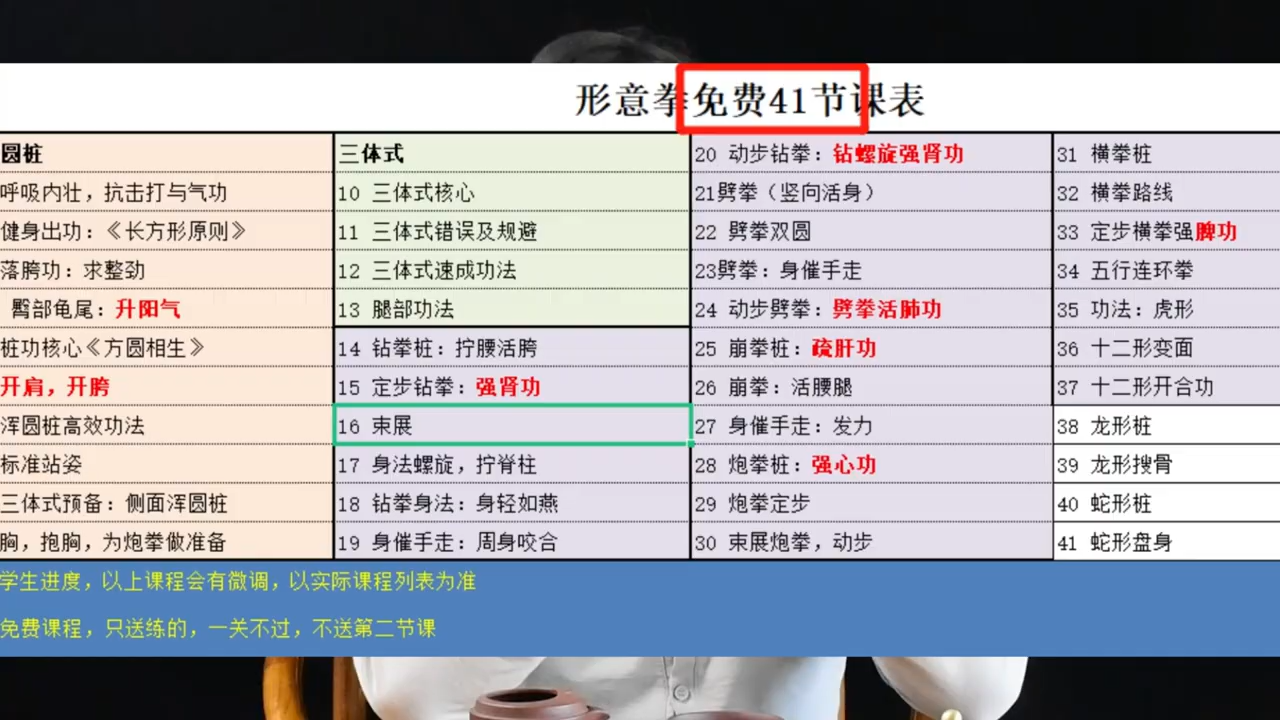 形意拳免费41节课表
圆桩
呼吸内壮，抗击打与气功
健身出功：《长方形原则》
落胯功：求整劲
臀部龟尾：升阳气
桩功核心《方圆相生》
开肩，开胯
浑圆桩高效功法
标准站姿
三体式预备：侧面浑圆桩
胸，抱胸，为炮拳做准备
三体式
10 三体式核心
11 三体式错误及规避
12 三体式速成功法
13 腿部功法
14 钻拳桩：拧腰活胯
15 定步钻拳：强肾功
16 束展
17 身法螺旋，拧脊柱
18 钻拳身法：身轻如燕
19 身催手走：周身咬合
20 动步钻拳：钻螺旋强肾功
21劈拳（竖向活身）
22 劈拳双圆
23劈拳：身催手走
24 动步劈拳：劈拳活肺功
25 崩拳桩：疏肝功
26 崩拳：活腰腿
27 身催手走：发力
28 炮拳桩：强心功
29 炮拳定步
30 束展炮拳，动步
31 横拳桩
32 横拳路线
33 定步横拳强脾功
34 五行连环拳
35 功法：虎形
36 十二形变面
37 十二形开合功
38 龙形桩
39 龙形搜骨
40 蛇形桩
41 蛇形盘身
学生进度，以上课程会有微调，以实际课程列表为准
免费课程，只送练的，一关不过，不送第二节课